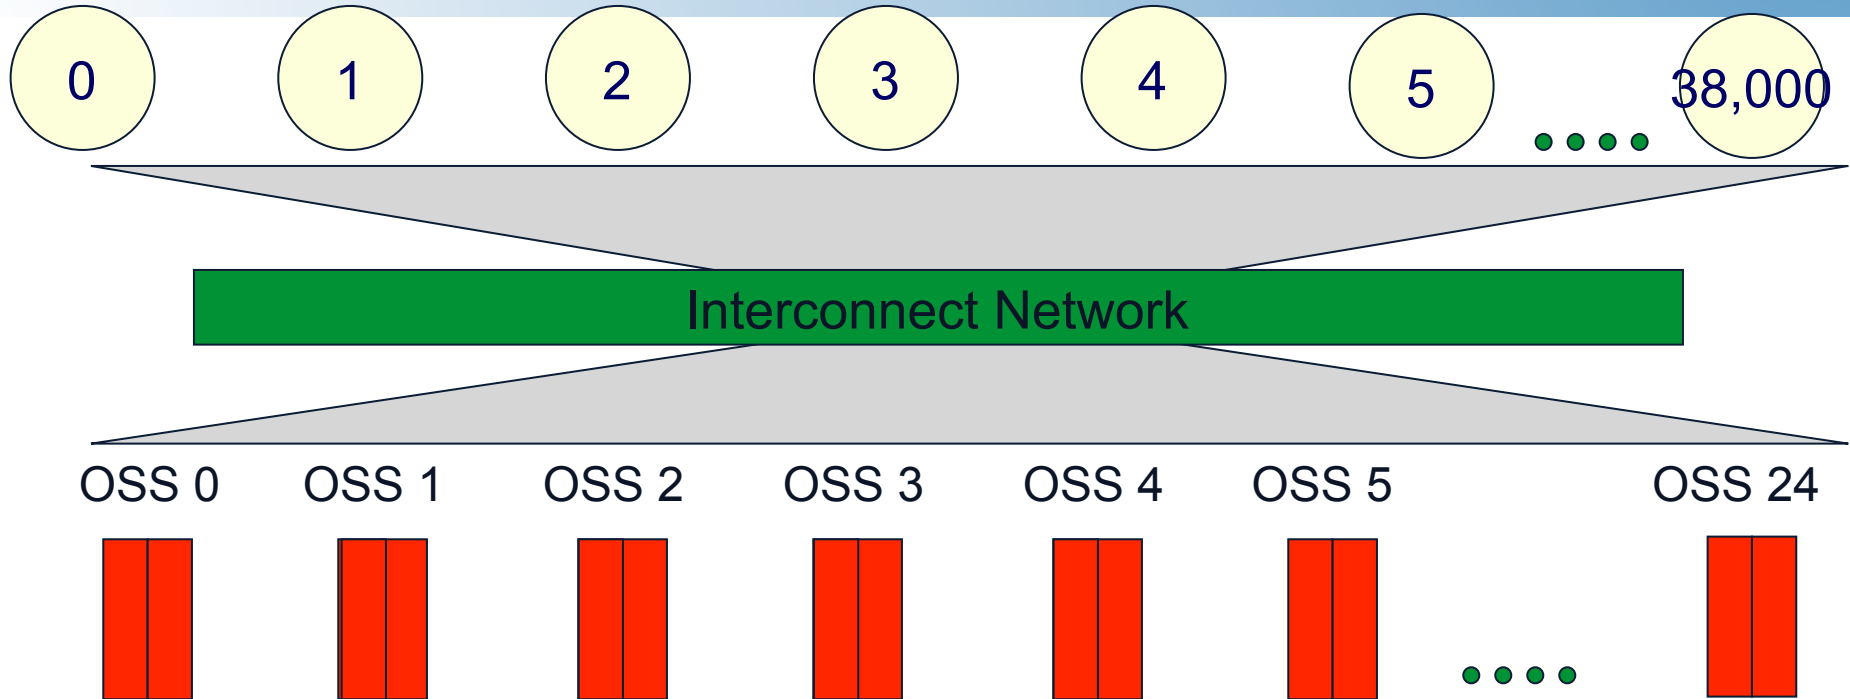 0 1 2 3 4 5 38,000
Interconnect Network
OSS 0 OSS 1 OSS 2 OSS 3 OSS 4 OSS 5 OSS 24